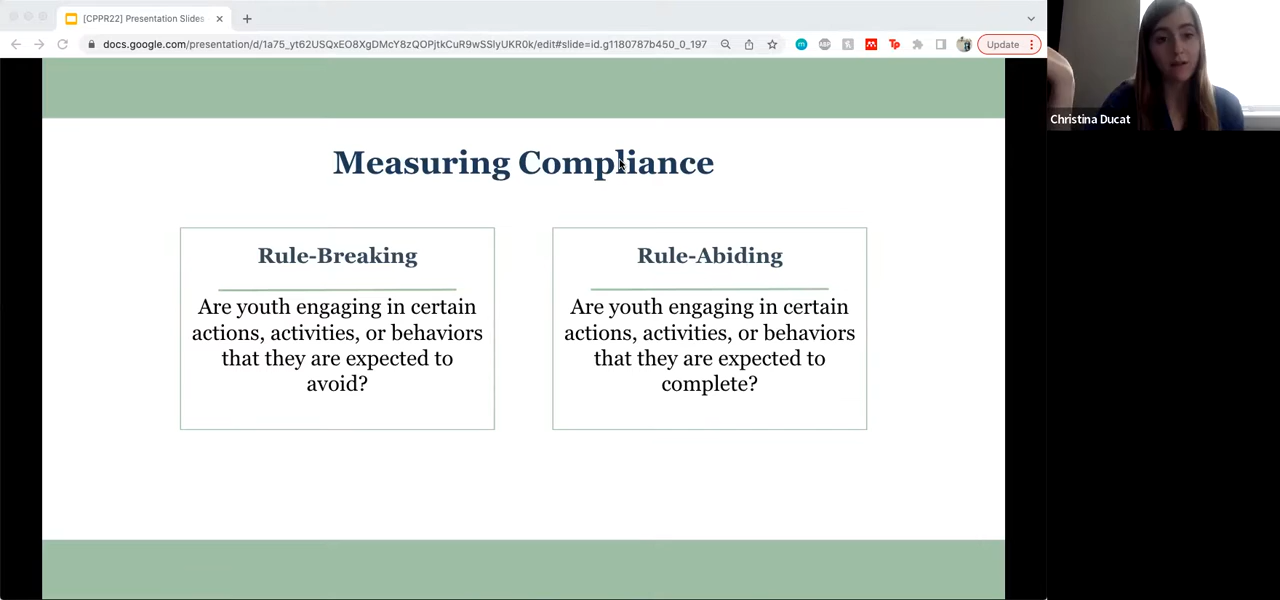 [CPPR22] Presentation Slides
docs.google.com/presentation/d/1a75_yt62USQxEO8XgDMcY8zQOPjtkCuR9wSSlyUKR0k/edit#slide=id.g1180787b450_0_197
ABP
Tp
Update
Christina Ducat
Measuring Compliance
Rule-Breaking
Are youth engaging in certain
actions, activities, or behaviors
that they are expected to
avoid?
Rule-Abiding
Are youth engaging in certain
actions, activities, or behaviors
that they are expected to
complete?